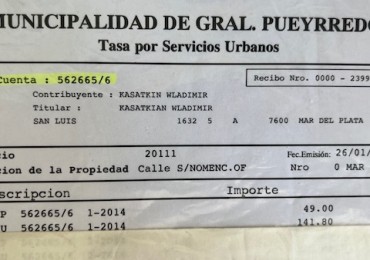 MUNICIPALIDAD DE GRAL. PUEYRREDO
Tasa por Servicios Urbanos
Cuenta : 562665/6
Recibo Nro. 0000 - 2399
Contribuyente : KASATKIN WLADIMIR
Titular : KASATKIAN WLADIMIR
SAN LUIS 1632 5 A 7600 MAR DEL PLATA
cio 20111 Fec.Emisión: 26/01/
cion de la Propiedad Calle S/NOMENC.OF Nro 0 MAR
scripcion Importe
P 562665/6 1-2014 49.00
U 562665/6 1-2014 141.80